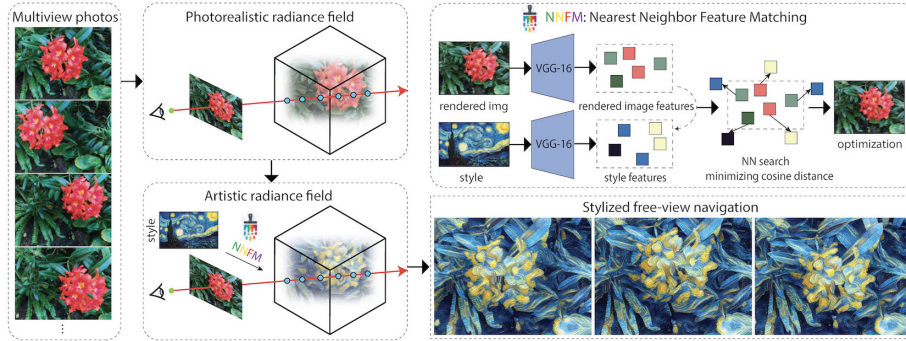 Multiview photos
⋮
Photorealistic radiance field
Artistic radiance field
style
NNFM
NNFM: Nearest Neighbor Feature Matching
rendered img
VGG-16
rendered image features
style
VGG-16
style features
NN search
minimizing cosine distance
optimization
Stylized free-view navigation